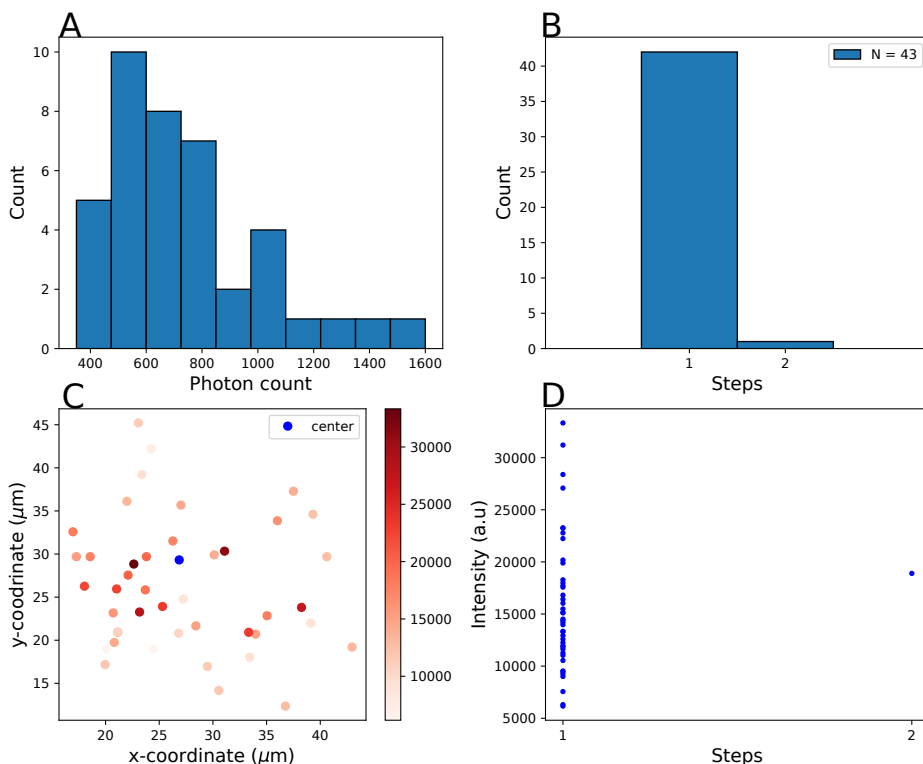 A
Count
10
8
6
4
2
0
400 600 800 1000 1200 1400 1600
Photon count
B
Count
40
35
30
25
20
15
10
5
0
N = 43
1 2
Steps
C
y-coodrinate (μm)
45
40
35
30
25
20
15
center
20 25 30 35 40
x-coordinate (μm)
30000
25000
20000
15000
10000
D
Intensity (a.u)
30000
25000
20000
15000
10000
5000
1 2
Steps